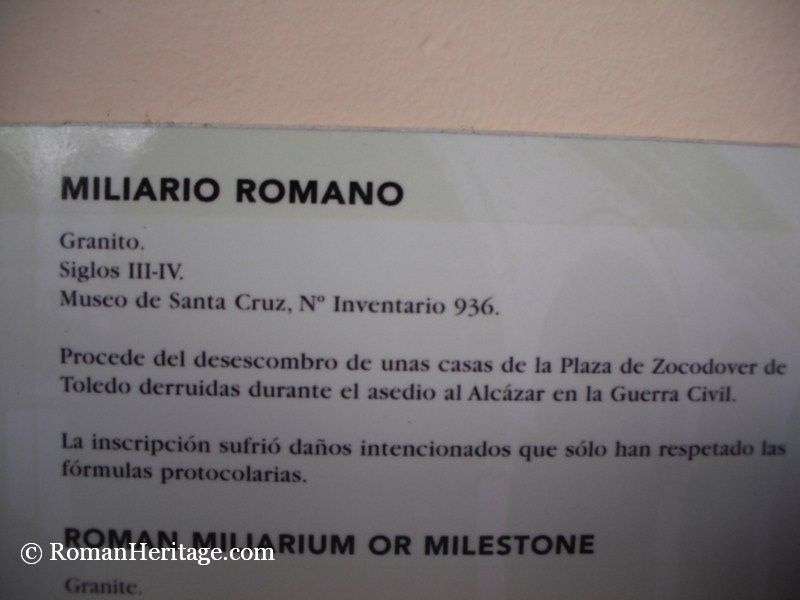 MILIARIO ROMANO
Granito.
Siglos III-IV.
Museo de Santa Cruz, Nº Inventario 936.
Procede del desescombro de unas casas de la Plaza de Zocodover de
Toledo derruidas durante el asedio al Alcázar en la Guerra Civil.
La inscripción sufrió daños intencionados que sólo han respetado las
fórmulas protocolarias.
ROMAN MILIARIUM OR MILESTONE
© RomanHeritage.com
Granite.